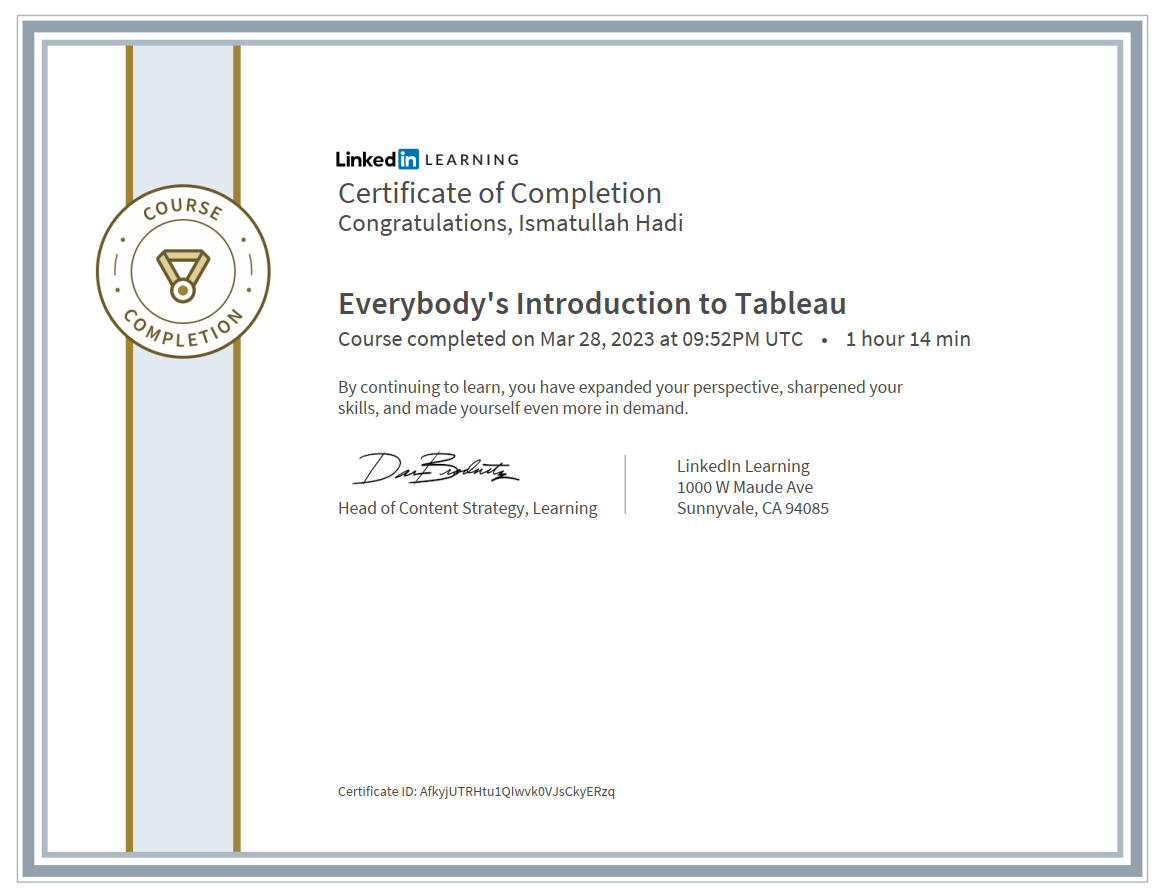 COURSE
COMPLETION
Linked in LEARNING
Certificate of Completion
Congratulations, Ismatullah Hadi
Everybody's Introduction to Tableau
Course completed on Mar 28, 2023 at 09:52PM UTC • 1 hour 14 min
By continuing to learn, you have expanded your perspective, sharpened your
skills, and made yourself even more in demand.
Head of Content Strategy, Learning
LinkedIn Learning
1000 W Maude Ave
Sunnyvale, CA 94085
Certificate ID: AfkyjUTRHtu1QIwvk0VJsCkyERzq